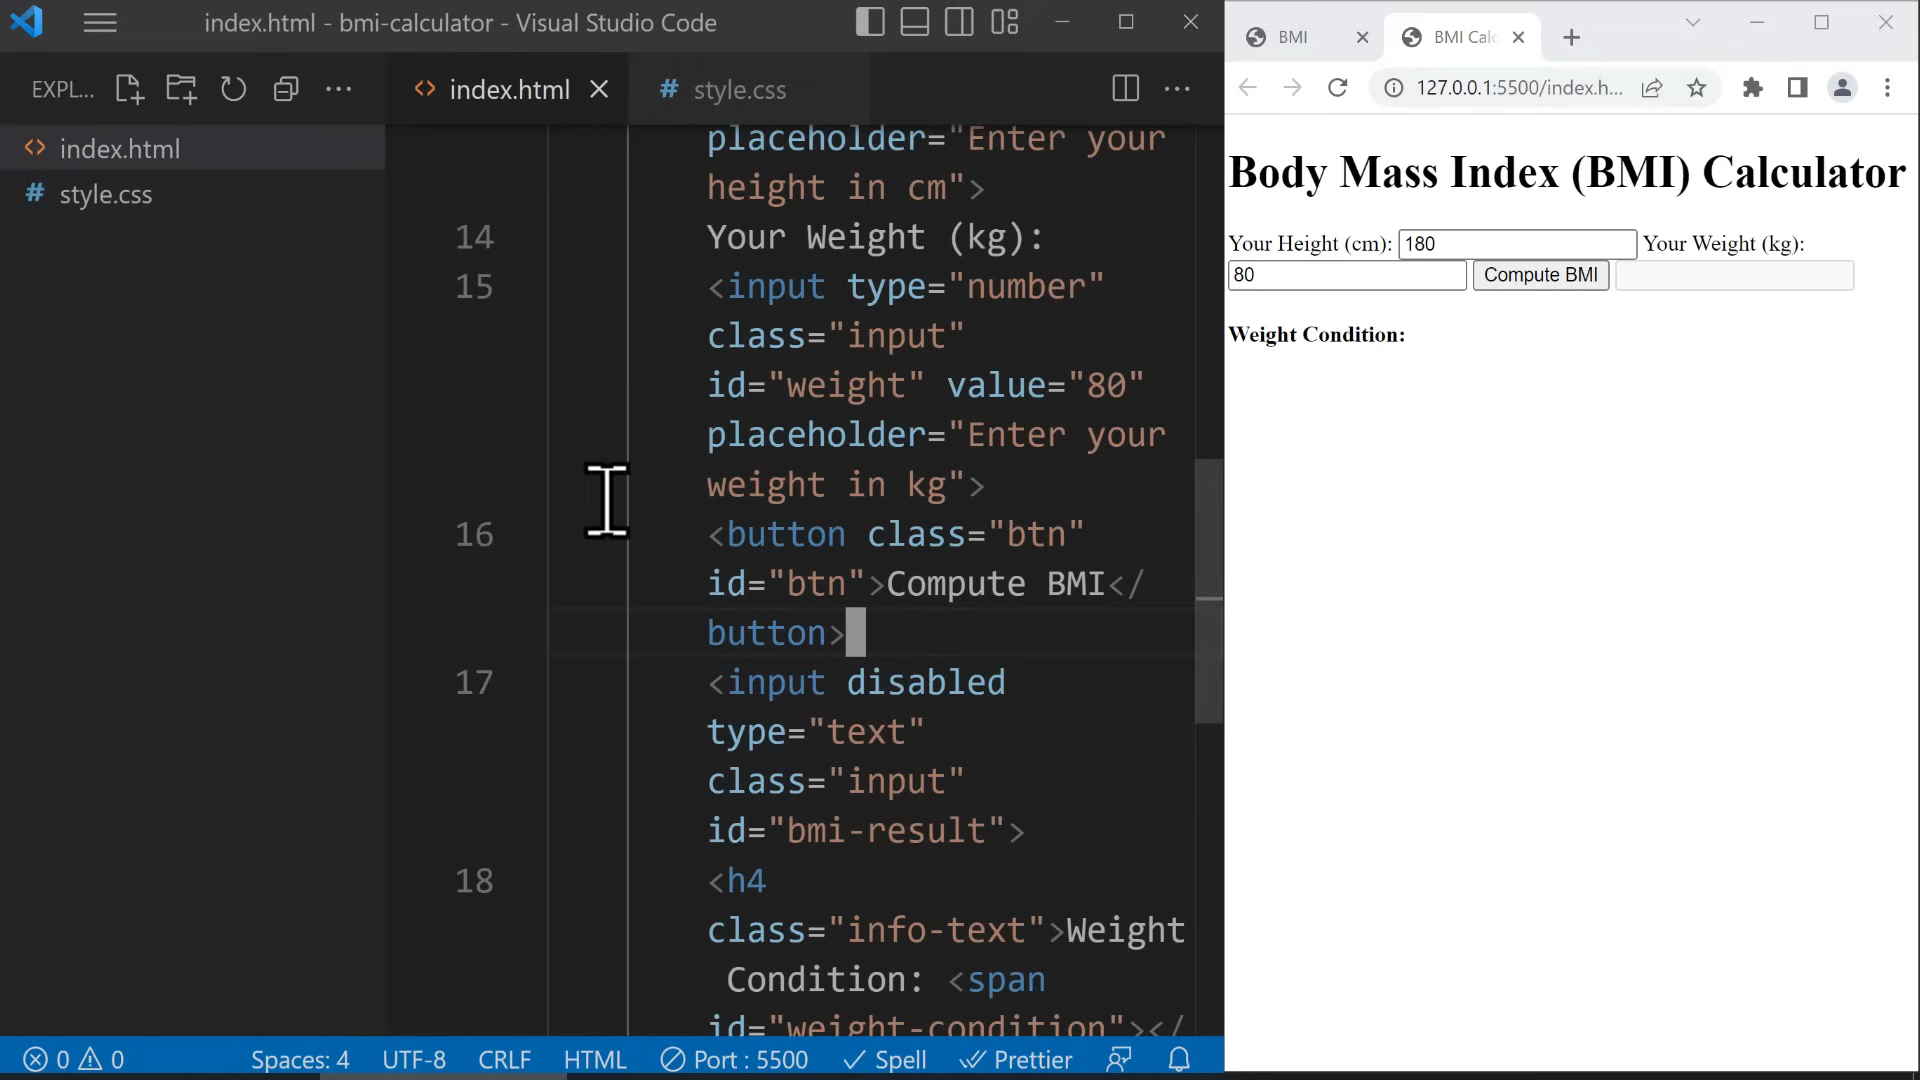 index.html - bmi-calculator - Visual Studio Code
EXPL...
index.html
style.css
index.html
style.css
placeholder="Enter your
height in cm">
14 Your Weight (kg):
15 <input type="number"
class="input"
id="weight" value="80"
placeholder="Enter your
weight in kg">
16 <button class="btn"
id="btn">Compute BMI</
button>
17 <input disabled
type="text"
class="input"
id="bmi-result">
18 <h4
class="info-text">Weight
Condition: <span
id="weight-condition"></
0 0 Spaces: 4 UTF-8 CRLF HTML Port : 5500 Spell Prettier
BMI
BMI Calc
127.0.0.1:5500/index.h...
Body Mass Index (BMI) Calculator
Your Height (cm): 180 Your Weight (kg):
80 Compute BMI
Weight Condition: